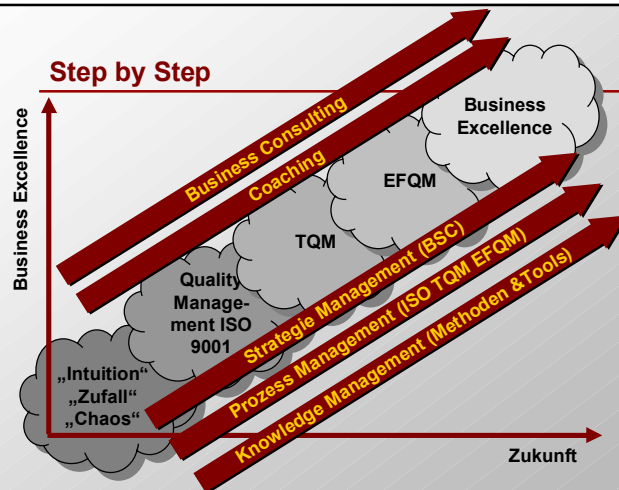 Step by Step
Business Excellence
Business Consulting
Coaching
Business
Excellence
EFQM
TQM
Quality
Manage-
ment ISO
9001
„Intuition“
„Zufall“
„Chaos“
Strategie Management (BSC)
Prozess Management (ISO TQM EFQM)
Knowledge Management (Methoden &Tools)
Zukunft